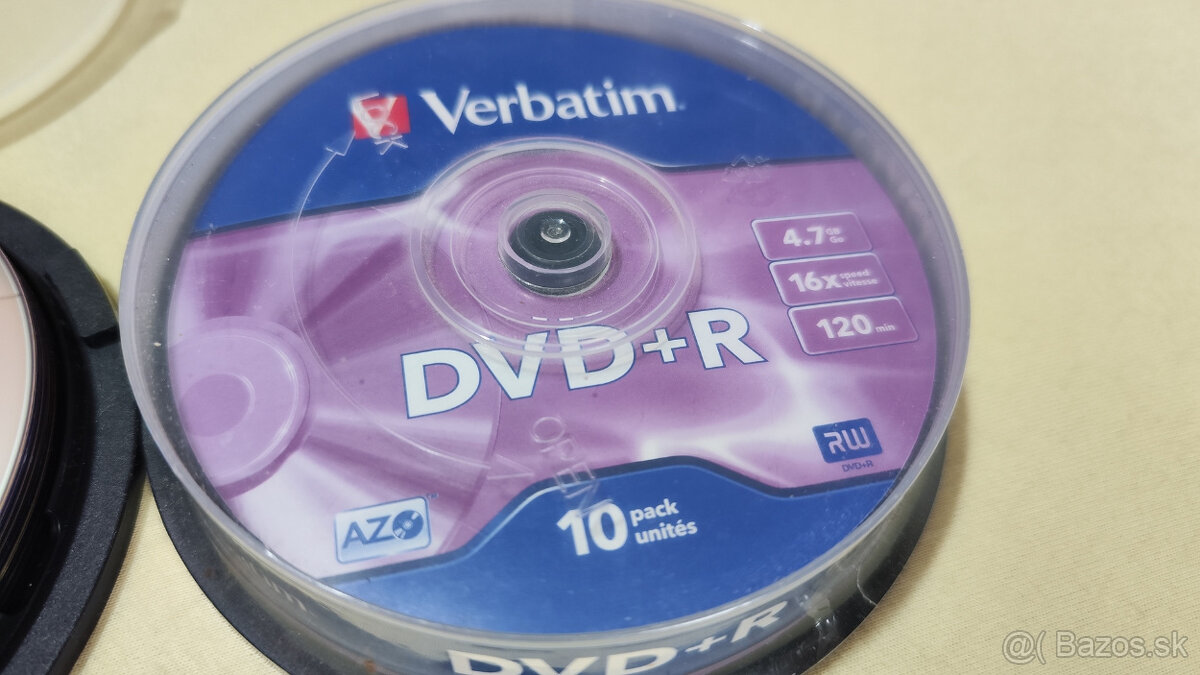 Verbatim
4.7 GB Go
16x speed vitesse
120 min
DVD+R
OPEN
RW
DVD+R
AZO™
10 pack unités
DVD+R
@( Bazos.sk